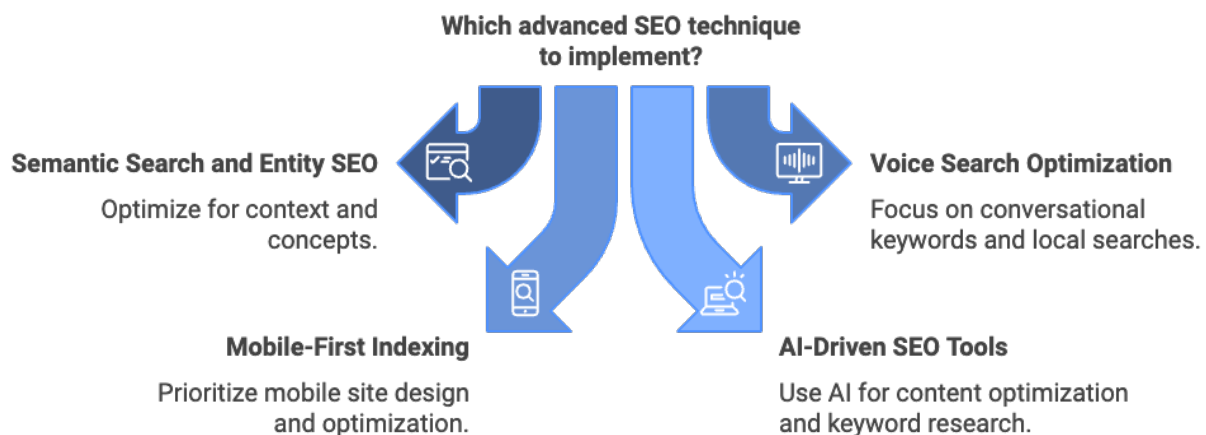 Which advanced SEO technique
to implement?
Semantic Search and Entity SEO
Optimize for context and
concepts.
Voice Search Optimization
Focus on conversational
keywords and local searches.
Mobile-First Indexing
Prioritize mobile site design
and optimization.
AI-Driven SEO Tools
Use AI for content optimization
and keyword research.